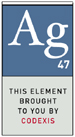 Ag
47
THIS ELEMENT
BROUGHT
TO YOU BY
CODEXIS